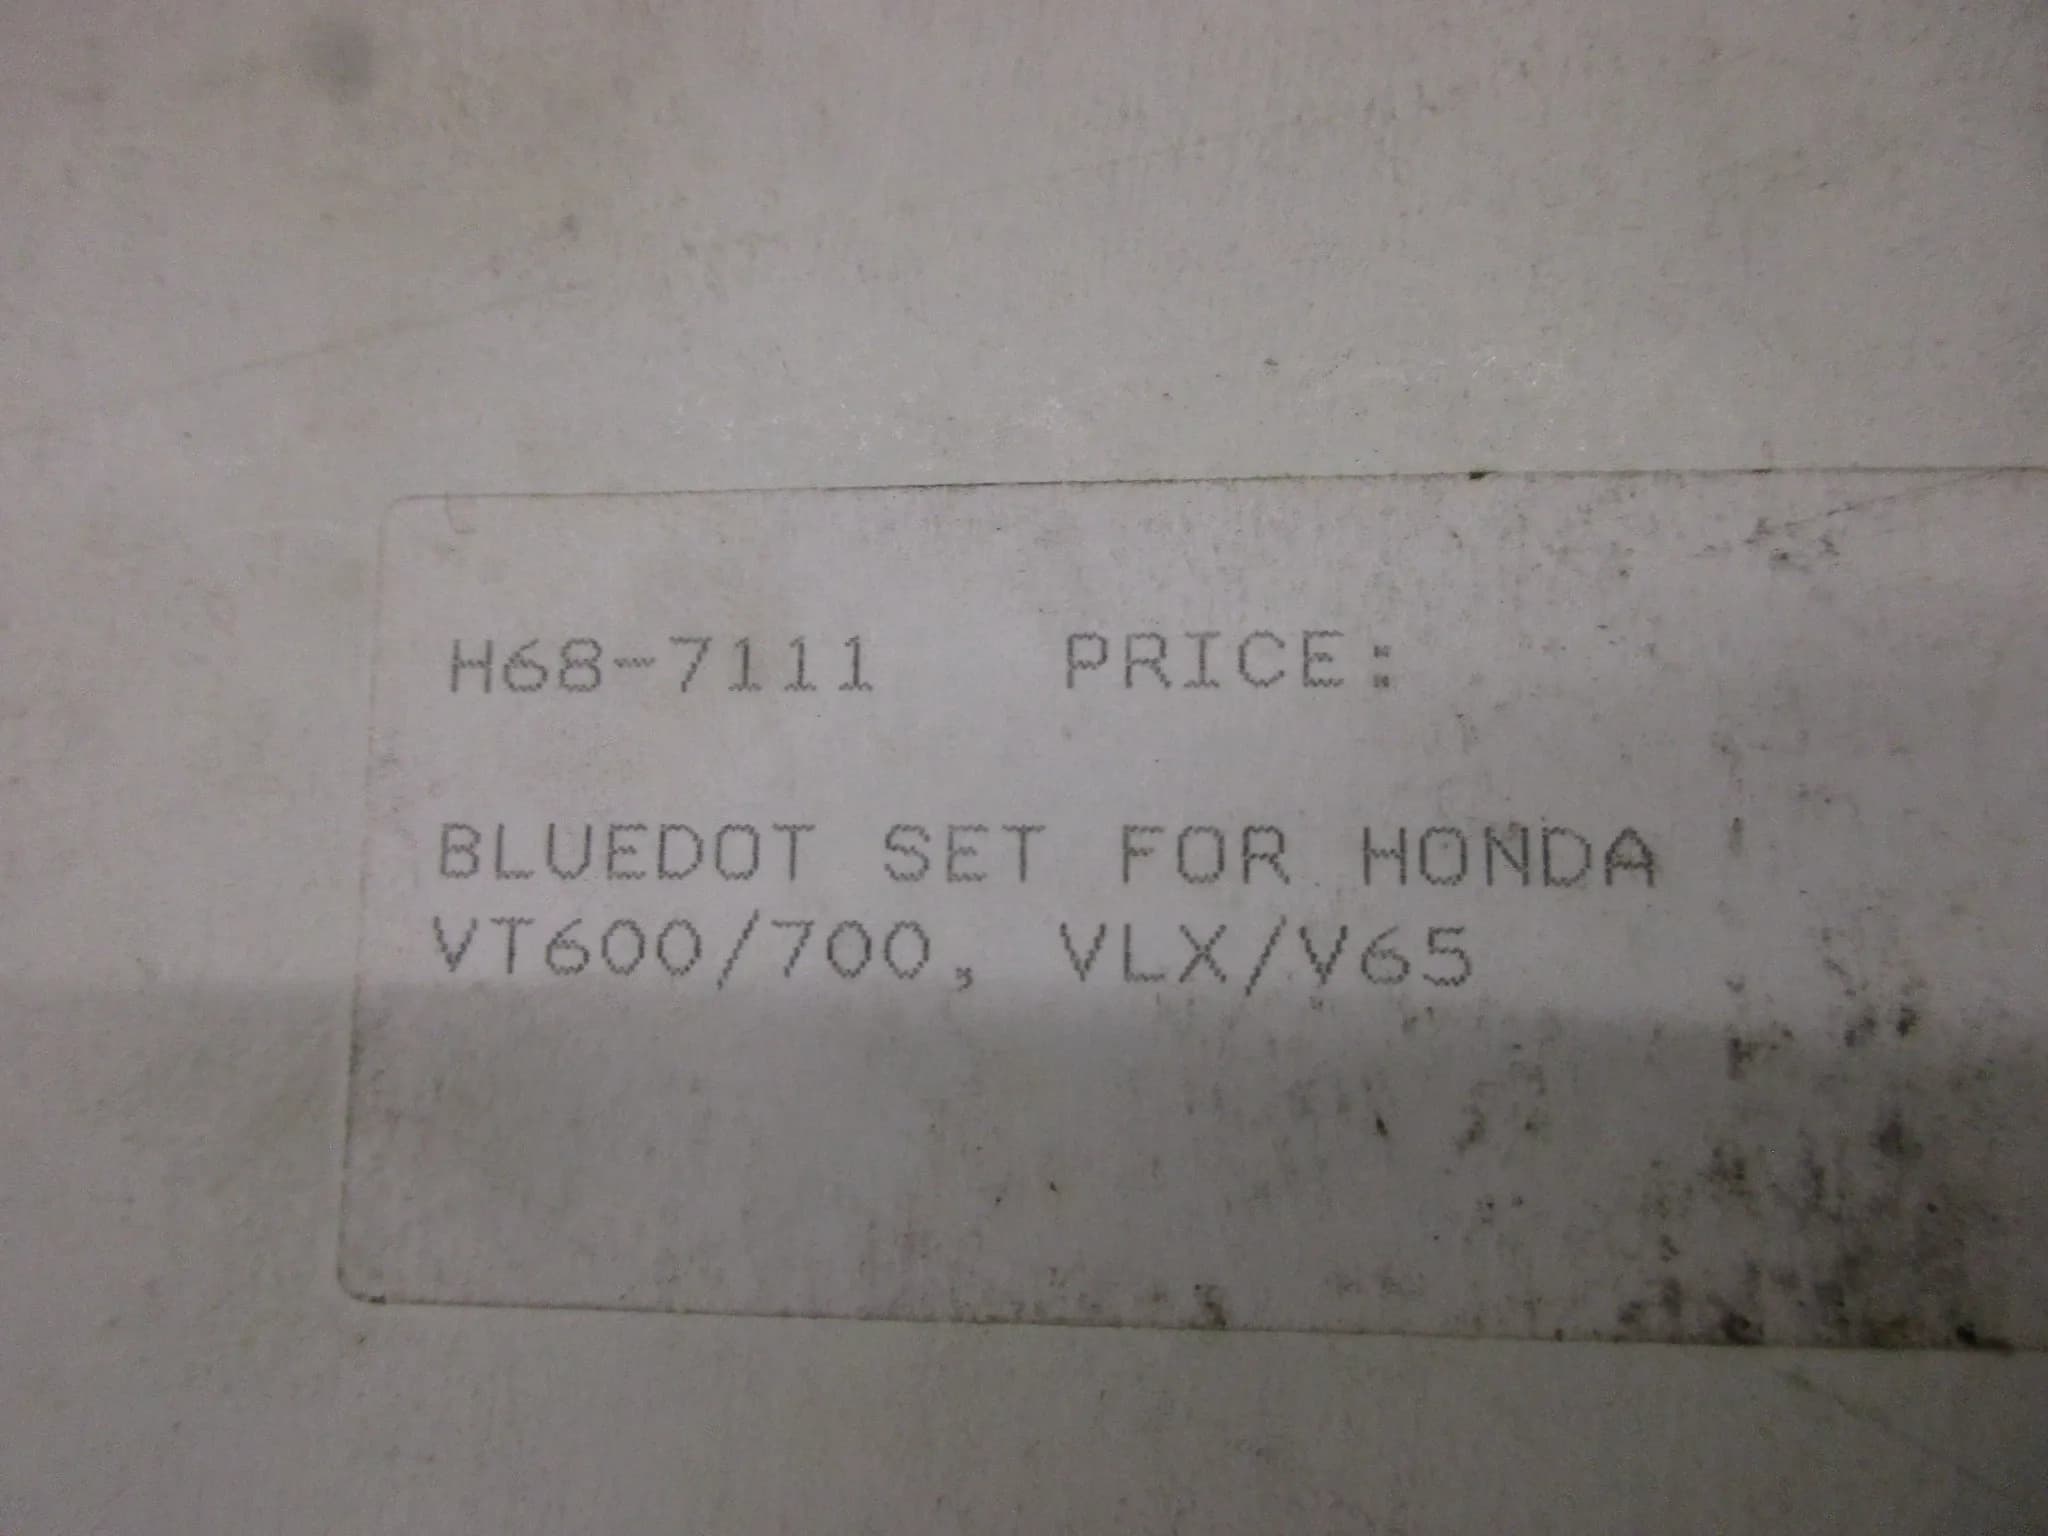 H68-7111 PRICE:
BLUEDOT SET FOR HONDA
VT600/700, VLX/V65